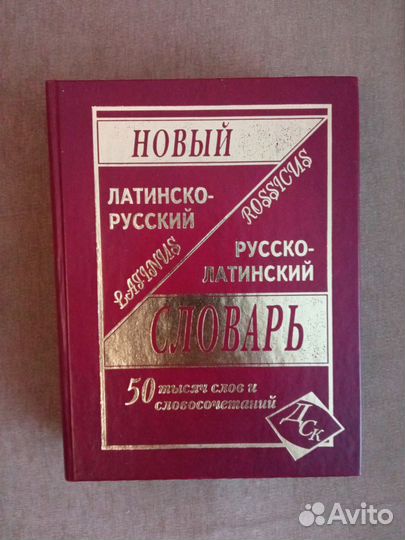 НОВЫЙ
ЛАТИНСКО-
РУССКИЙ
LATINUS
ROSSICUS
РУССКО-
ЛАТИНСКИЙ
СЛОВАРЬ
50 тысяч слов и
словосочетаний
ДСК
Avito